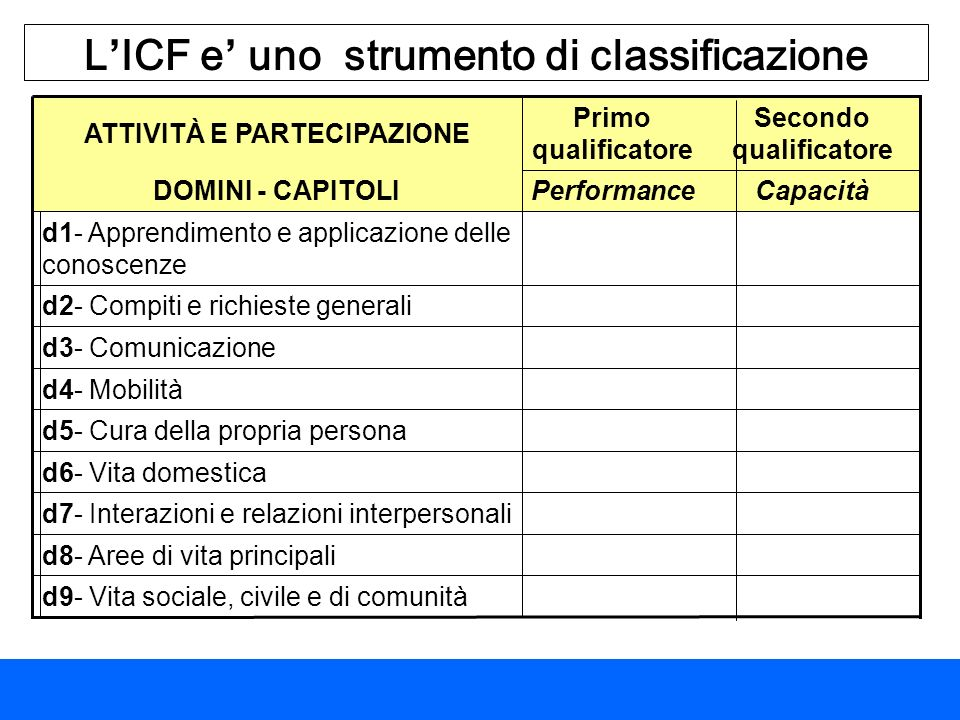 L’ICF e’ uno strumento di classificazione
ATTIVITÀ E PARTECIPAZIONE
DOMINI - CAPITOLI
Primo
qualificatore
Secondo
qualificatore
Performance
Capacità
d1- Apprendimento e applicazione delle
conoscenze
d2- Compiti e richieste generali
d3- Comunicazione
d4- Mobilità
d5- Cura della propria persona
d6- Vita domestica
d7- Interazioni e relazioni interpersonali
d8- Aree di vita principali
d9- Vita sociale, civile e di comunità